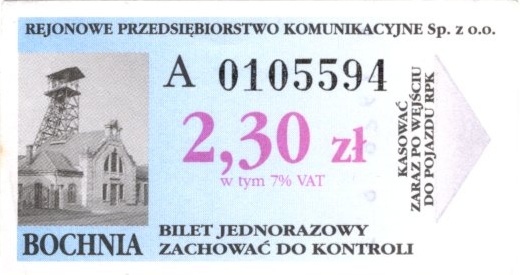 REJONOWE PRZEDSIĘBIORSTWO KOMUNIKACYJNE Sp. z o.o.
A 0105594
2,30 zł
w tym 7% VAT
KASOWAĆ
ZARAZ PO WEJŚCIU
DO POJAZDU RPK
BOCHNIA
BILET JEDNORAZOWY
ZACHOWAĆ DO KONTROLI